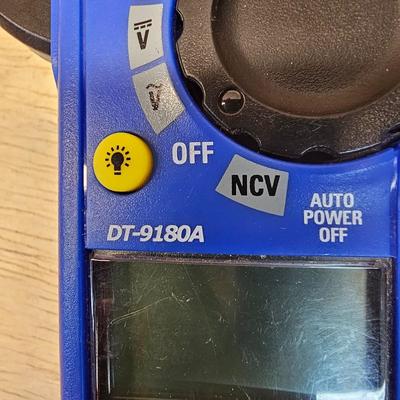 V
OFF
NCV
AUTO
POWER
OFF
DT-9180A